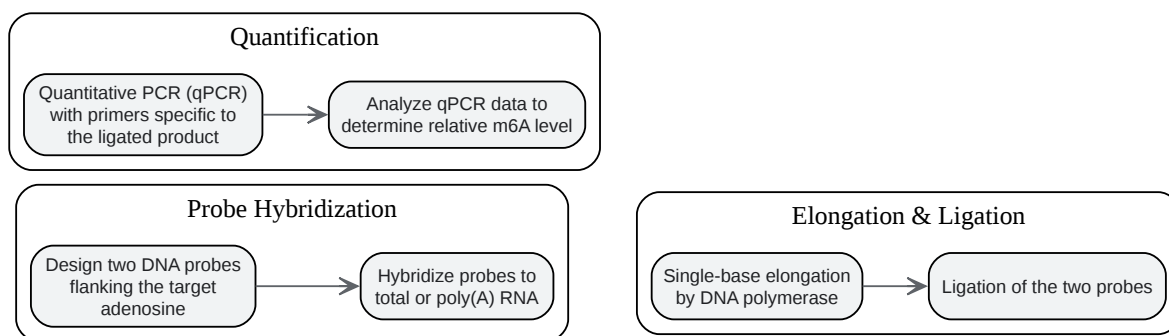 Quantification
Quantitative PCR (qPCR)
with primers specific to
the ligated product
Analyze qPCR data to
determine relative m6A level
Probe Hybridization
Design two DNA probes
flanking the target
adenosine
Hybridize probes to
total or poly(A) RNA
Elongation & Ligation
Single-base elongation
by DNA polymerase
Ligation of the two probes